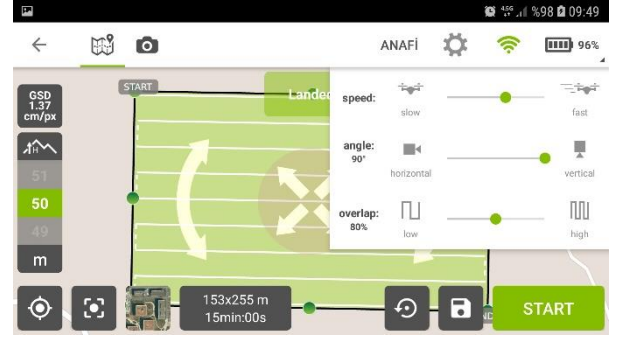 %98 09:49
ANAFİ 96%
GSD
1.37
cm/px
START
Landed
speed:
slow
fast
angle:
90°
horizontal
vertical
H
51
50
49
m
overlap:
80%
low
high
153x255 m
15min:00s
START